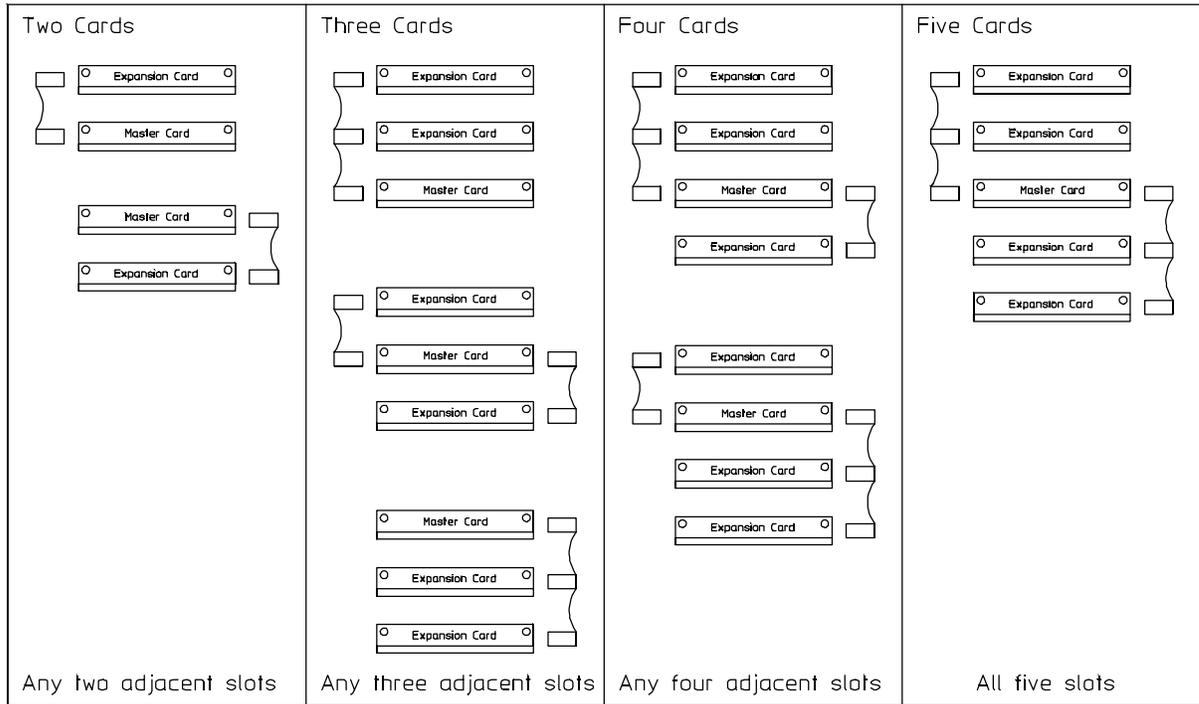 Two Cards
Expansion Card
Master Card
Master Card
Expansion Card
Any two adjacent slots
Three Cards
Expansion Card
Expansion Card
Master Card
Expansion Card
Master Card
Expansion Card
Master Card
Expansion Card
Expansion Card
Any three adjacent slots
Four Cards
Expansion Card
Expansion Card
Master Card
Expansion Card
Expansion Card
Master Card
Expansion Card
Expansion Card
Any four adjacent slots
Five Cards
Expansion Card
Expansion Card
Master Card
Expansion Card
Expansion Card
All five slots